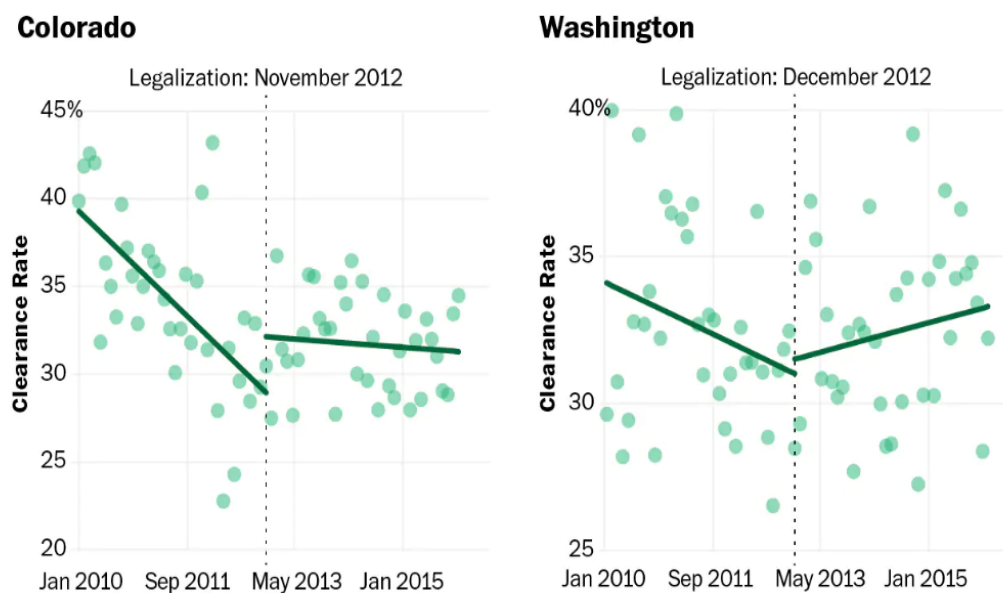 Colorado
Legalization: November 2012
45%
40
35
30
25
20
Clearance Rate
Jan 2010 Sep 2011 May 2013 Jan 2015
Washington
Legalization: December 2012
40%
35
30
25
Clearance Rate
Jan 2010 Sep 2011 May 2013 Jan 2015